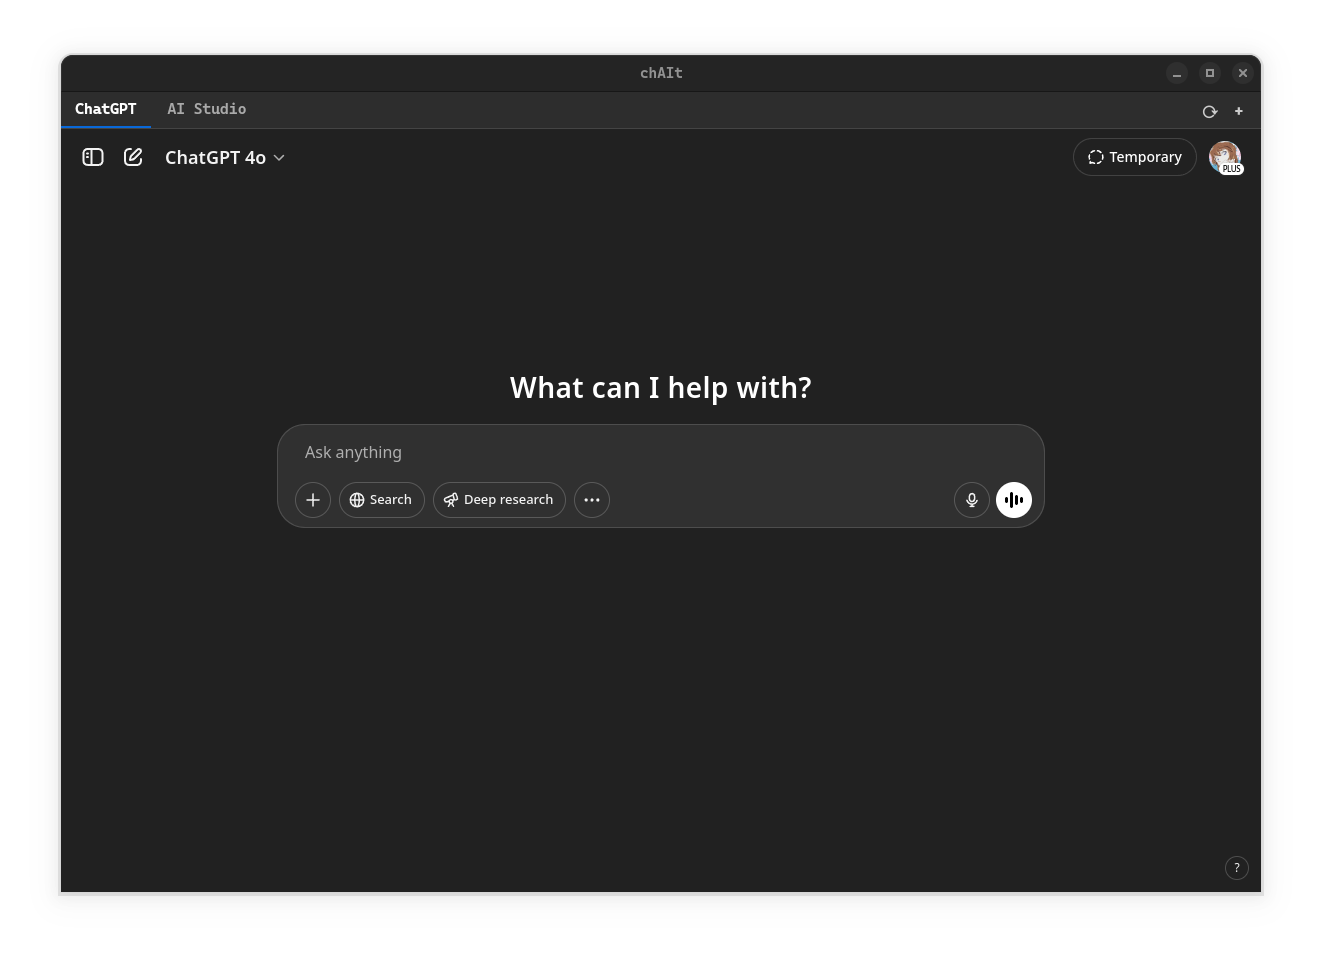 chAIt
ChatGPT AI Studio
ChatGPT 4o
Temporary
PLUS
What can I help with?
Ask anything
Search
Deep research
?